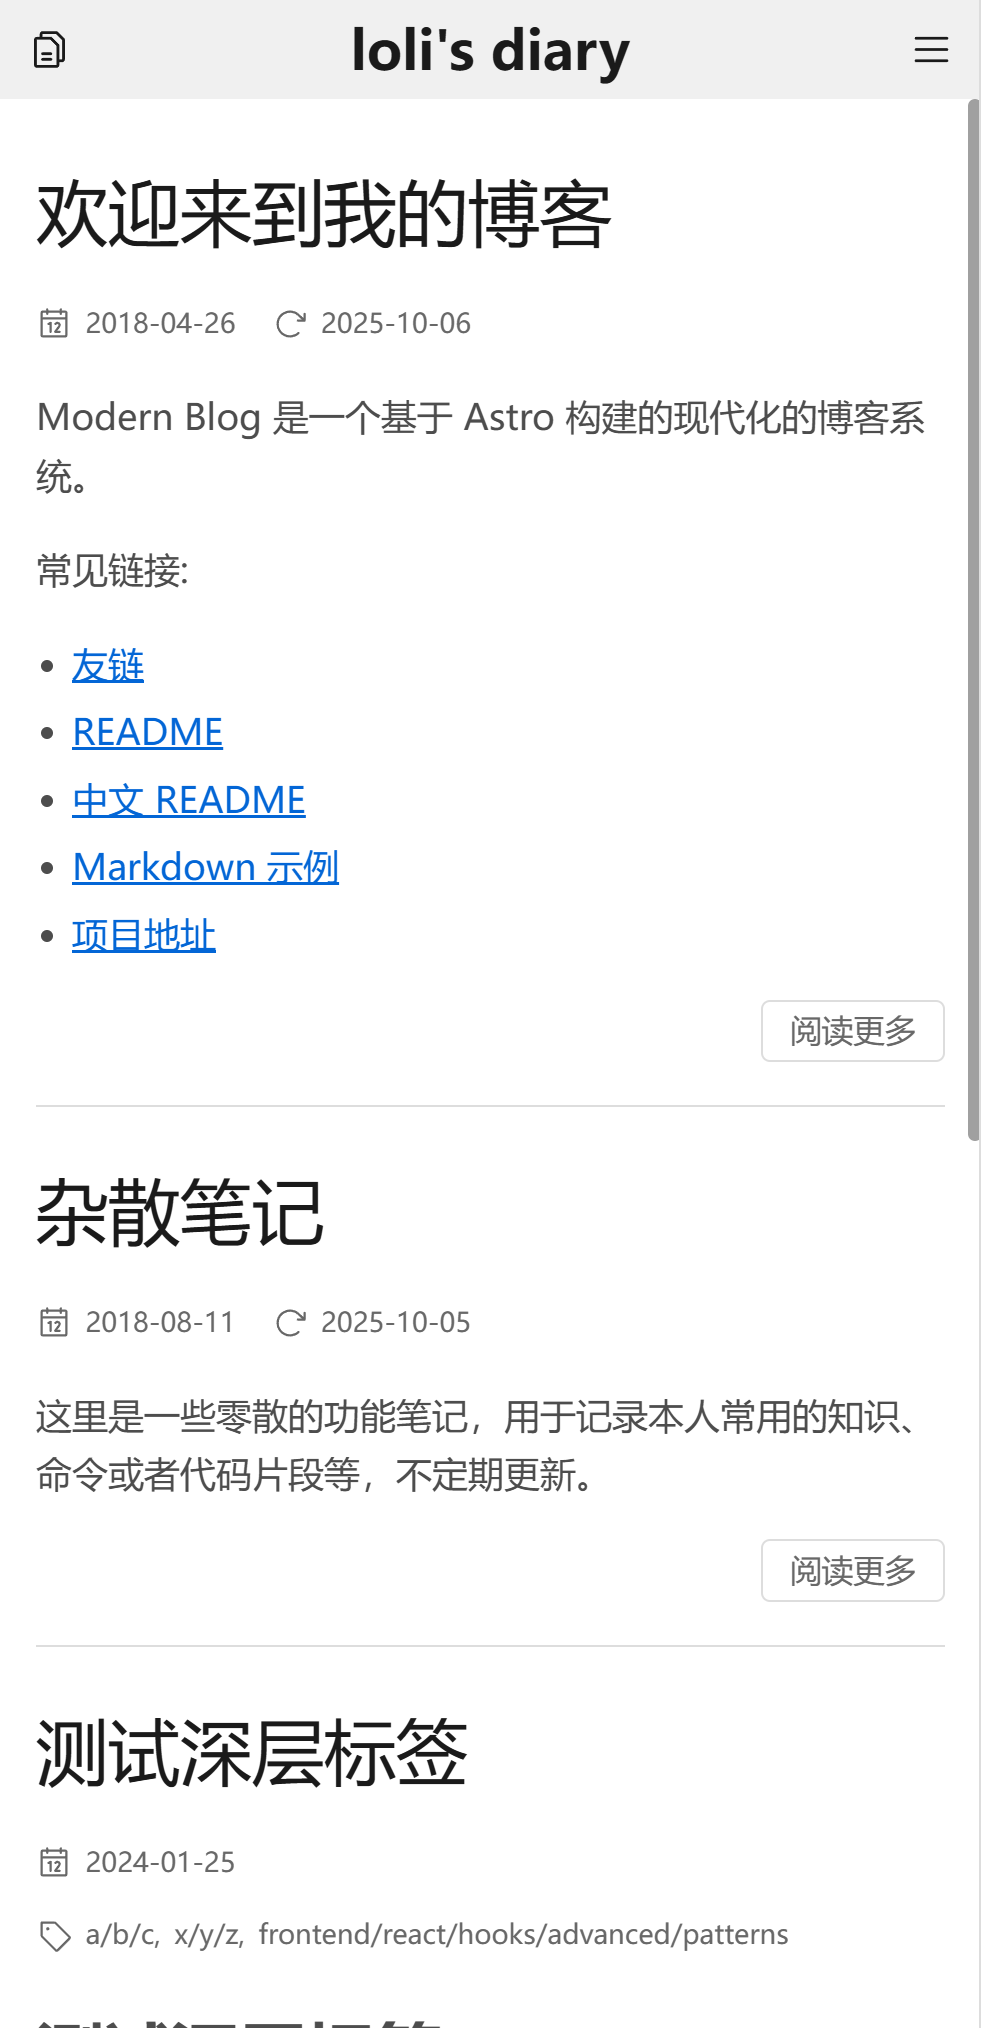 loli's diary
欢迎来到我的博客
2018-04-26 2025-10-06
Modern Blog 是一个基于 Astro 构建的现代化的博客系
统。
常见链接:
友链
README
中文 README
Markdown 示例
项目地址
阅读更多
杂散笔记
2018-08-11 2025-10-05
这里是一些零散的功能笔记，用于记录本人常用的知识、
命令或者代码片段等，不定期更新。
阅读更多
测试深层标签
2024-01-25
a/b/c, x/y/z, frontend/react/hooks/advanced/patterns